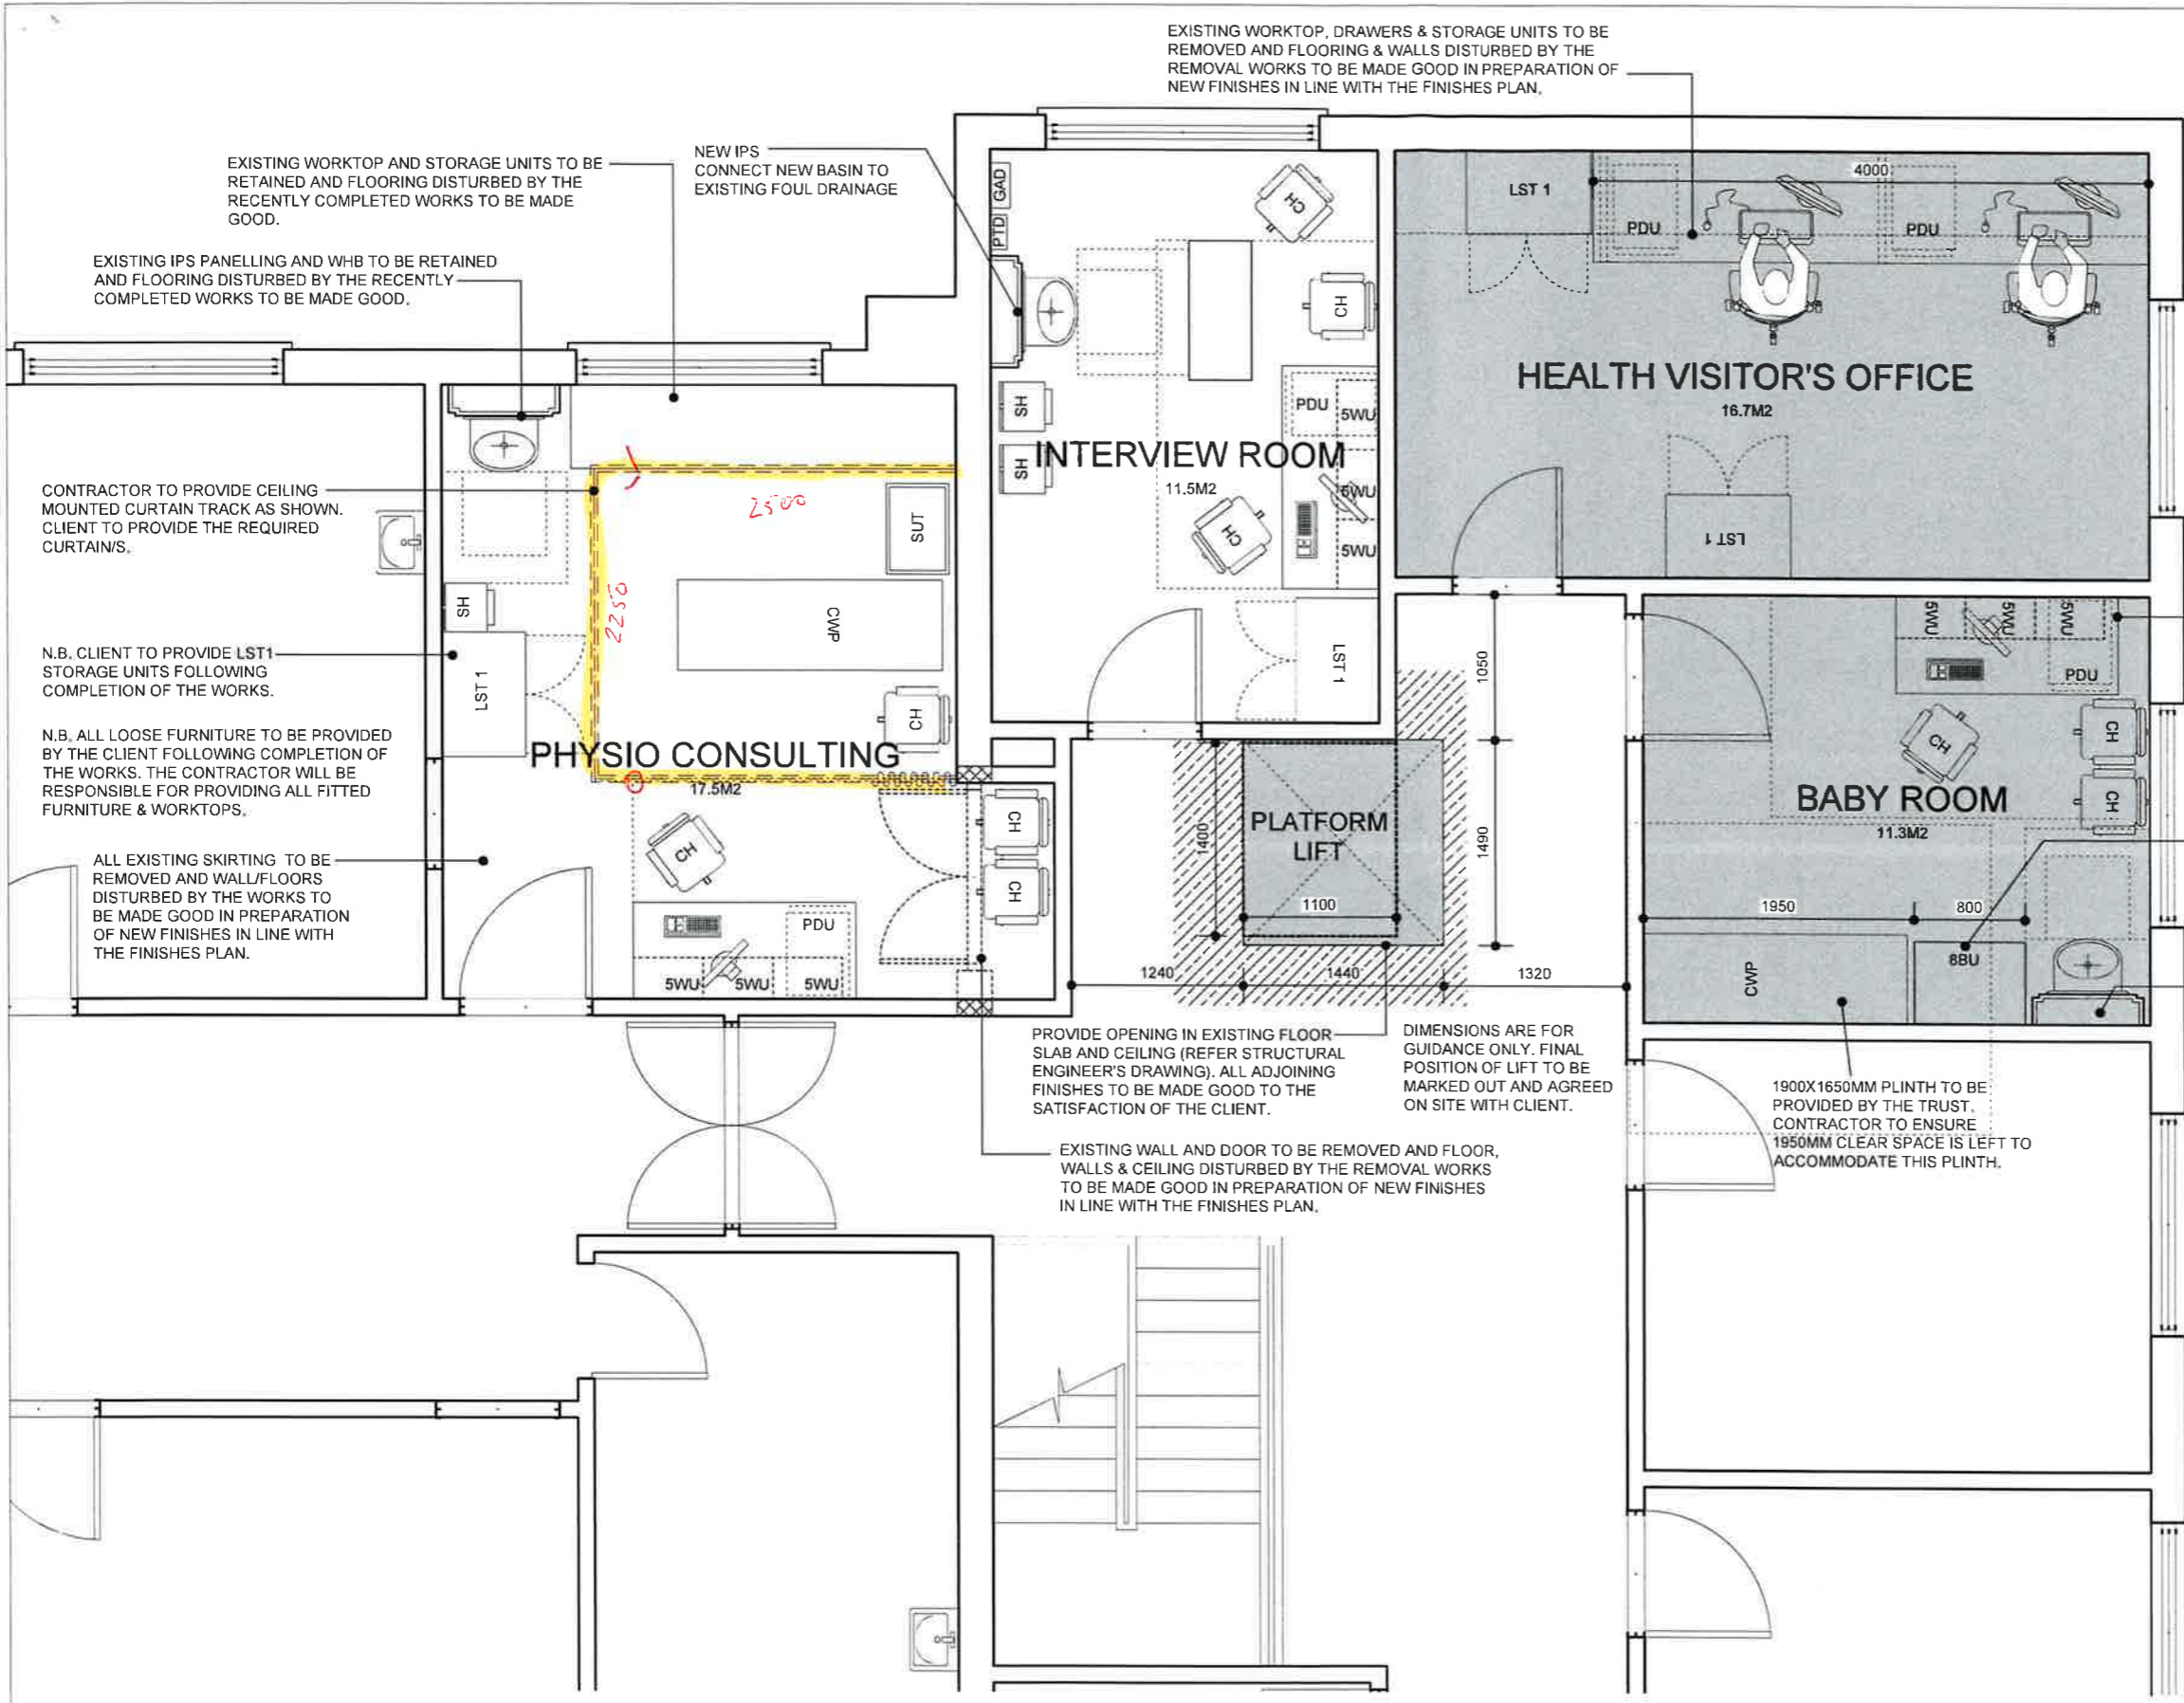 EXISTING WORKTOP, DRAWERS & STORAGE UNITS TO BE
REMOVED AND FLOORING & WALLS DISTURBED BY THE
REMOVAL WORKS TO BE MADE GOOD IN PREPARATION OF
NEW FINISHES IN LINE WITH THE FINISHES PLAN.
EXISTING WORKTOP AND STORAGE UNITS TO BE
RETAINED AND FLOORING DISTURBED BY THE
RECENTLY COMPLETED WORKS TO BE MADE
GOOD.
NEW IPS
CONNECT NEW BASIN TO
EXISTING FOUL DRAINAGE
EXISTING IPS PANELLING AND WHB TO BE RETAINED
AND FLOORING DISTURBED BY THE RECENTLY
COMPLETED WORKS TO BE MADE GOOD.
CONTRACTOR TO PROVIDE CEILING
MOUNTED CURTAIN TRACK AS SHOWN.
CLIENT TO PROVIDE THE REQUIRED
CURTAIN/S.
N.B. CLIENT TO PROVIDE LST1
STORAGE UNITS FOLLOWING
COMPLETION OF THE WORKS.
N.B. ALL LOOSE FURNITURE TO BE PROVIDED
BY THE CLIENT FOLLOWING COMPLETION OF
THE WORKS. THE CONTRACTOR WILL BE
RESPONSIBLE FOR PROVIDING ALL FITTED
FURNITURE & WORKTOPS.
ALL EXISTING SKIRTING TO BE
REMOVED AND WALL/FLOORS
DISTURBED BY THE WORKS TO
BE MADE GOOD IN PREPARATION
OF NEW FINISHES IN LINE WITH
THE FINISHES PLAN.
2500
2250
SUT
CWP
SH
LST 1
CH
PHYSIO CONSULTING
17.5M2
CH
CH
CH
PDU
5WU
5WU
5WU
GAD
PTD
CH
CH
SH
SH
PDU
5WU
INTERVIEW ROOM
11.5M2
5WU
CH
5WU
LST 1
LST 1
4000
PDU
PDU
HEALTH VISITOR'S OFFICE
16.7M2
LST 1
1050
1490
1400
PLATFORM
LIFT
1100
1240
1440
1320
5WU
5WU
5WU
PDU
CH
CH
CH
BABY ROOM
11.3M2
1950
800
CWP
8BU
PROVIDE OPENING IN EXISTING FLOOR
SLAB AND CEILING (REFER STRUCTURAL
ENGINEER'S DRAWING). ALL ADJOINING
FINISHES TO BE MADE GOOD TO THE
SATISFACTION OF THE CLIENT.
DIMENSIONS ARE FOR
GUIDANCE ONLY. FINAL
POSITION OF LIFT TO BE
MARKED OUT AND AGREED
ON SITE WITH CLIENT.
1900X1650MM PLINTH TO BE
PROVIDED BY THE TRUST.
CONTRACTOR TO ENSURE
1950MM CLEAR SPACE IS LEFT TO
ACCOMMODATE THIS PLINTH.
EXISTING WALL AND DOOR TO BE REMOVED AND FLOOR,
WALLS & CEILING DISTURBED BY THE REMOVAL WORKS
TO BE MADE GOOD IN PREPARATION OF NEW FINISHES
IN LINE WITH THE FINISHES PLAN.